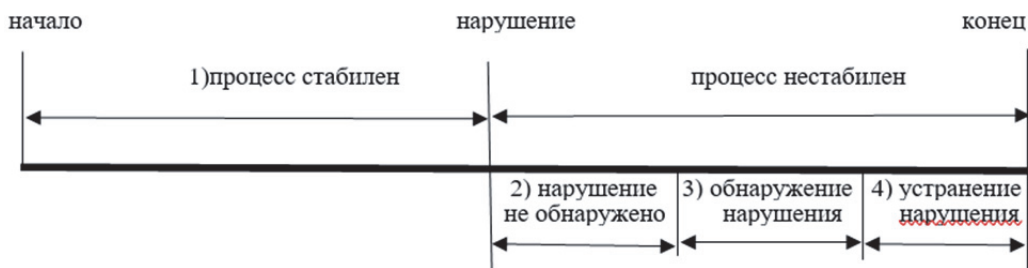 начало нарушение конец
1)процесс стабилен процесс нестабилен
2) нарушение 3) обнаружение 4) устранение
не обнаружено нарушения нарушения